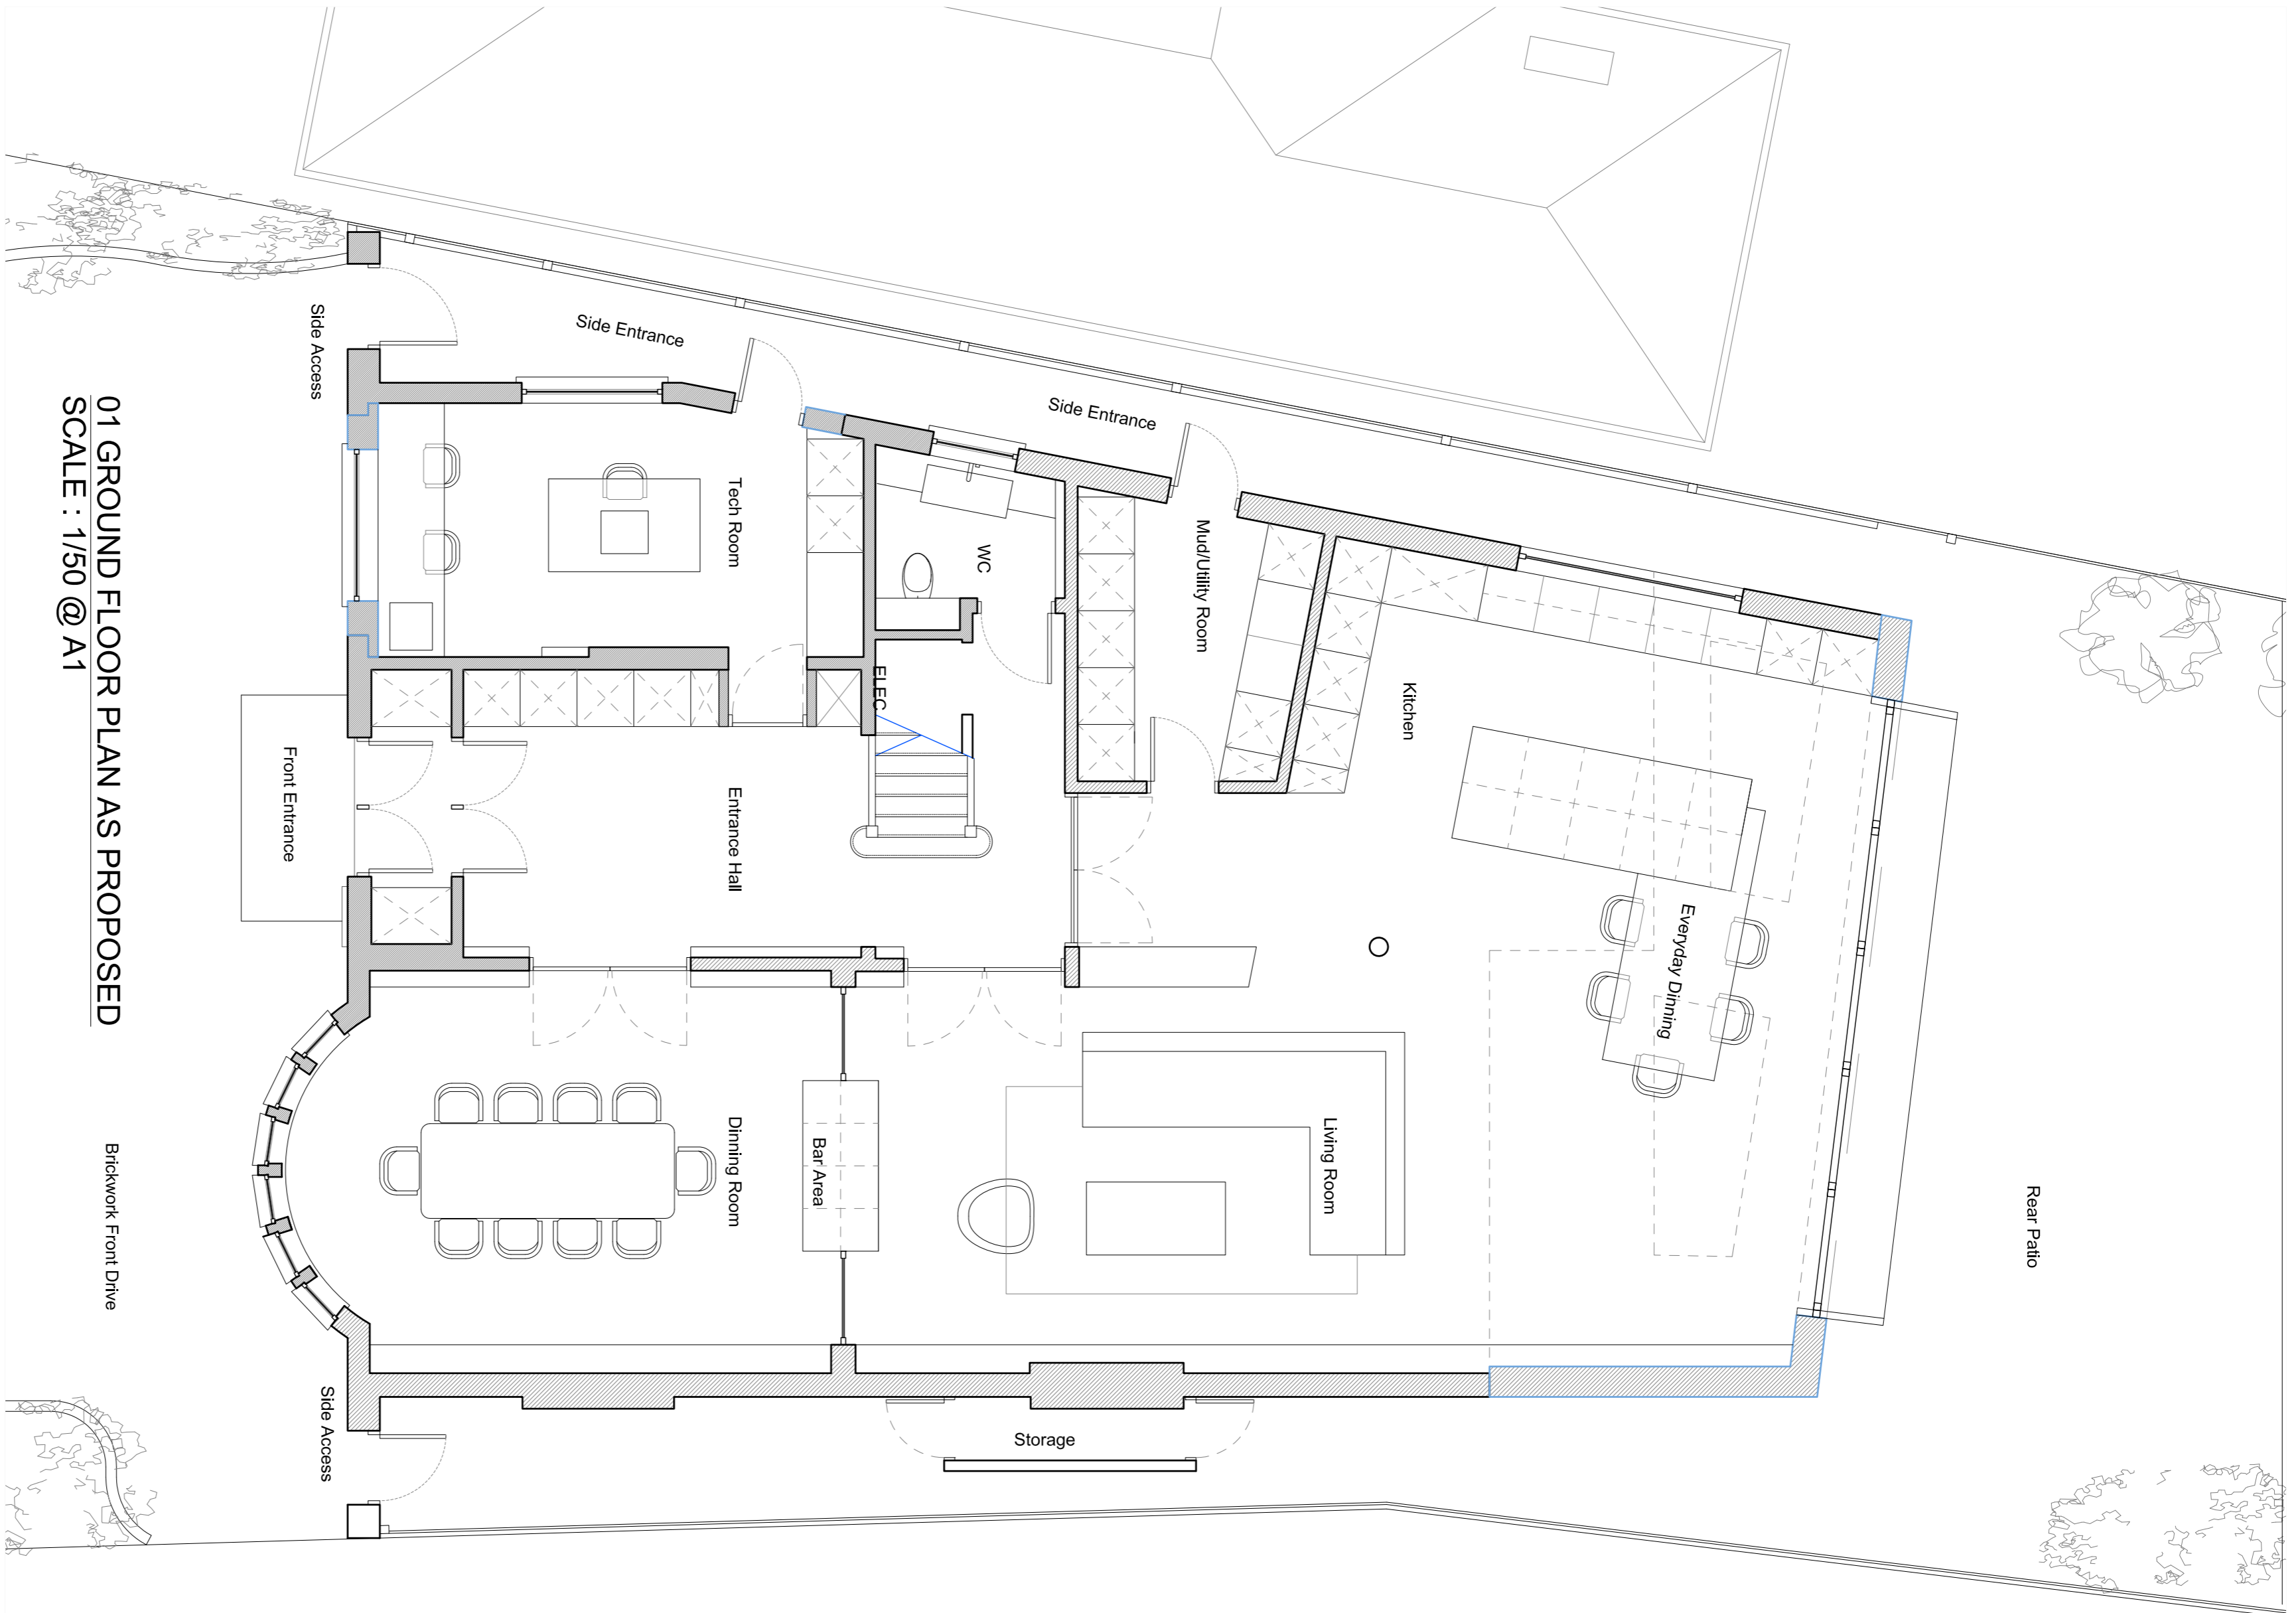 01 GROUND FLOOR PLAN AS PROPOSED
SCALE : 1/50 @ A1
Rear Patio
Everyday Dinning
Kitchen
Living Room
Mud/Utility Room
Side Entrance
WC
Storage
ELEC
Bar Area
Tech Room
Entrance Hall
Dinning Room
Side Entrance
Side Access
Front Entrance
Side Access
Brickwork Front Drive